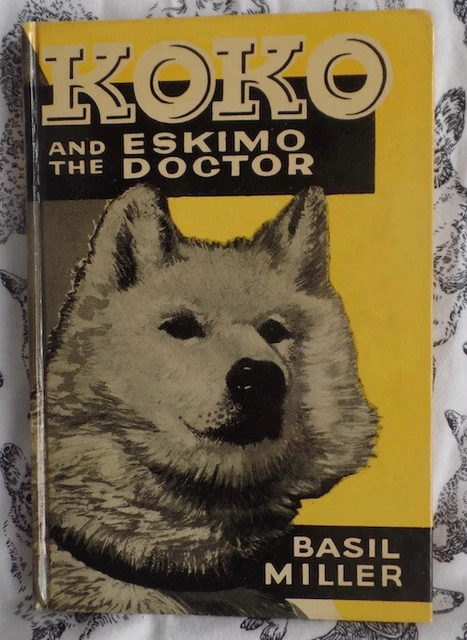 KOKO
AND THE ESKIMO
DOCTOR
BASIL
MILLER